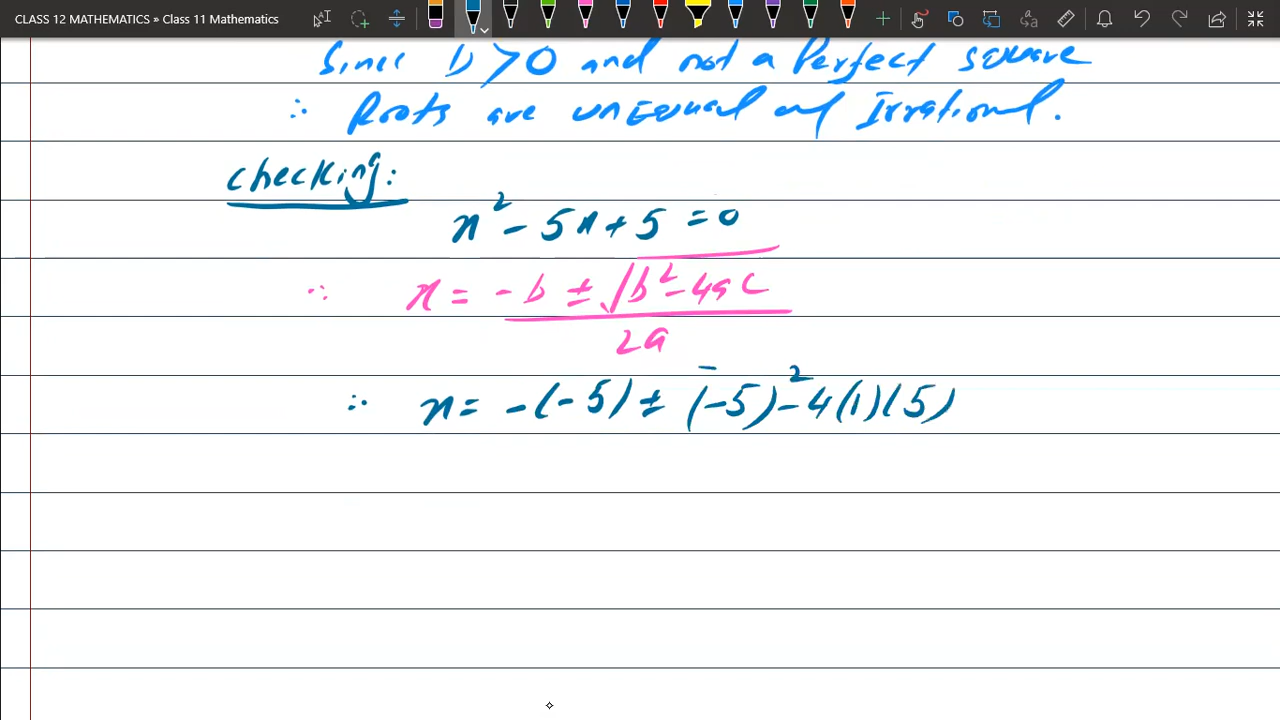 CLASS 12 MATHEMATICS » Class 11 Mathematics
Since D > 0 and not a Perfect square
∴ Roots are unequal and Irrational.
checking:
x² - 5x + 5 = 0
∴ x = -b ± √b² - 4ac
2a
∴ x = -(-5) ± (-5)² - 4(1)(5)